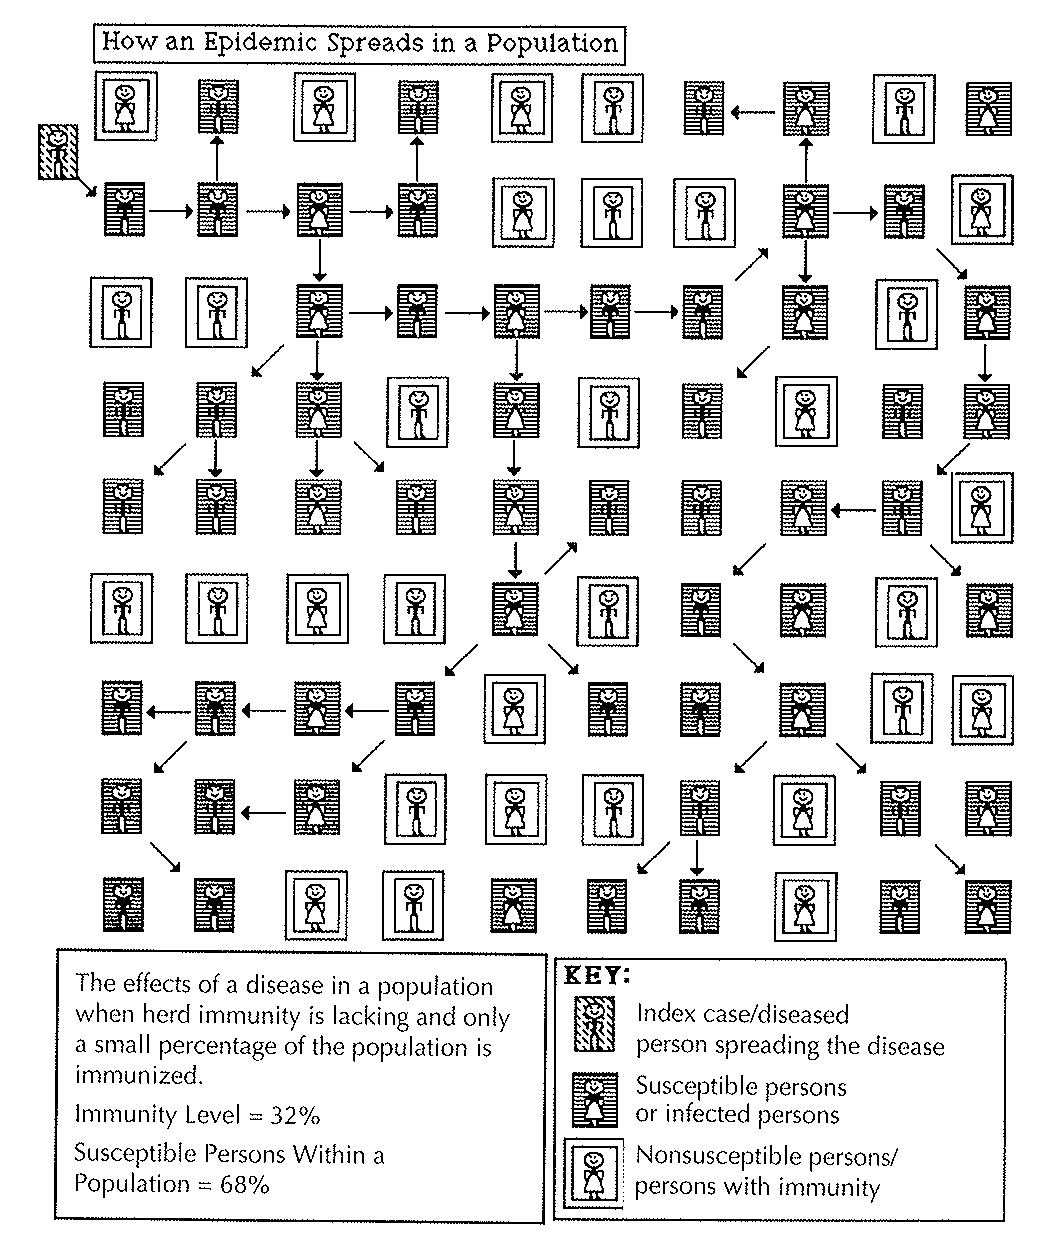 How an Epidemic Spreads in a Population
The effects of a disease in a population
when herd immunity is lacking and only
a small percentage of the population is
immunized.
Immunity Level = 32%
Susceptible Persons Within a
Population = 68%
KEY:
Index case/diseased
person spreading the disease
Susceptible persons
or infected persons
Nonsusceptible persons/
persons with immunity